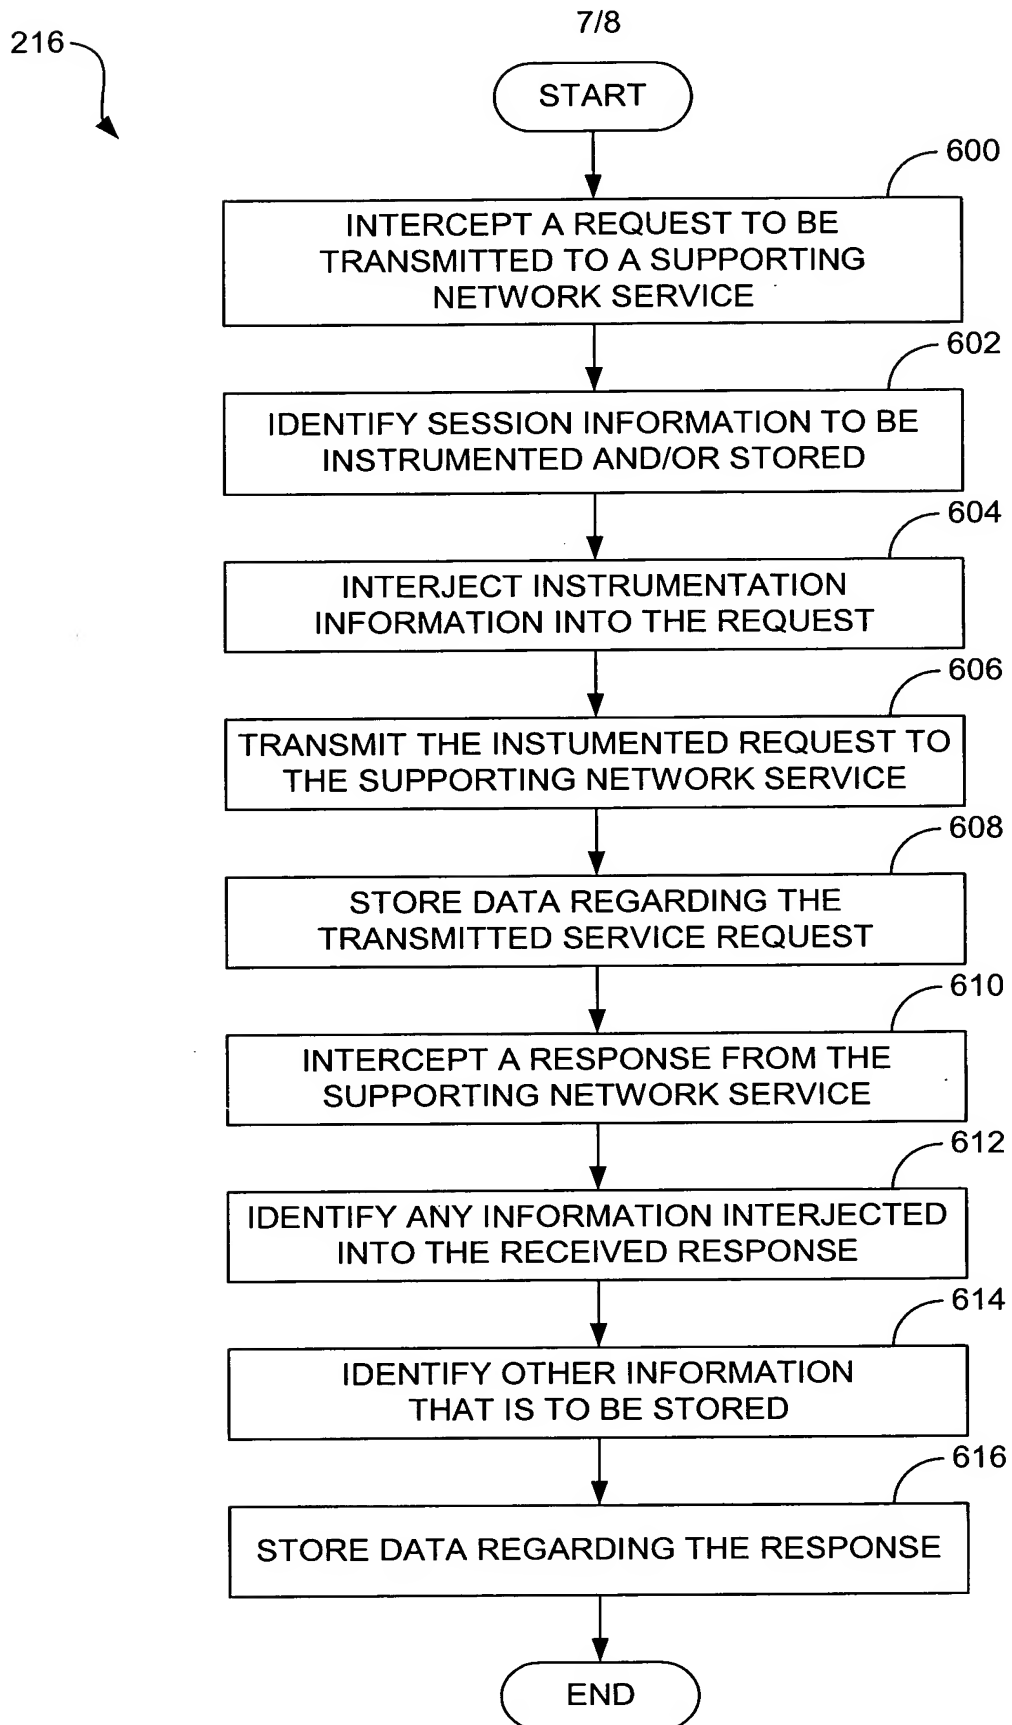 7/8
216
START
600
INTERCEPT A REQUEST TO BE
TRANSMITTED TO A SUPPORTING
NETWORK SERVICE
602
IDENTIFY SESSION INFORMATION TO BE
INSTRUMENTED AND/OR STORED
604
INTERJECT INSTRUMENTATION
INFORMATION INTO THE REQUEST
606
TRANSMIT THE INSTUMENTED REQUEST TO
THE SUPPORTING NETWORK SERVICE
608
STORE DATA REGARDING THE
TRANSMITTED SERVICE REQUEST
610
INTERCEPT A RESPONSE FROM THE
SUPPORTING NETWORK SERVICE
612
IDENTIFY ANY INFORMATION INTERJECTED
INTO THE RECEIVED RESPONSE
614
IDENTIFY OTHER INFORMATION
THAT IS TO BE STORED
616
STORE DATA REGARDING THE RESPONSE
END